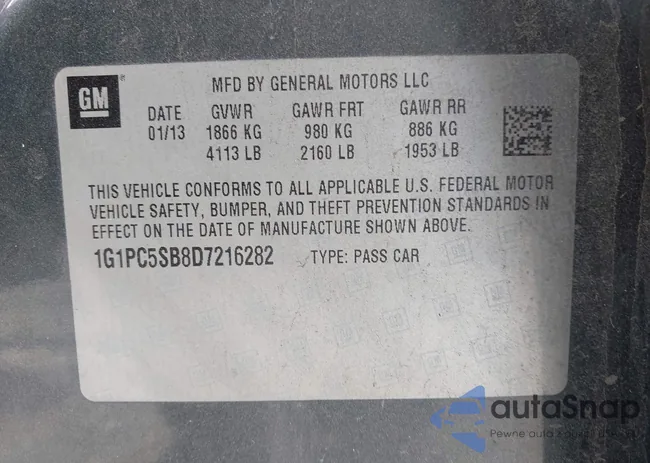 GM
MFD BY GENERAL MOTORS LLC
DATE GVWR GAWR FRT GAWR RR
01/13 1866 KG 980 KG 886 KG
4113 LB 2160 LB 1953 LB
THIS VEHICLE CONFORMS TO ALL APPLICABLE U.S. FEDERAL MOTOR
VEHICLE SAFETY, BUMPER, AND THEFT PREVENTION STANDARDS IN
EFFECT ON THE DATE OF MANUFACTURE SHOWN ABOVE.
1G1PC5SB8D7216282 TYPE: PASS CAR
autoSnap
Pewne auta z